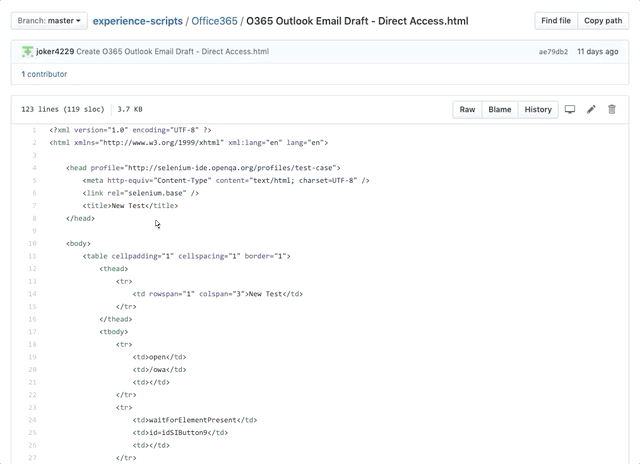 Branch: master experience-scripts / Office365 / O365 Outlook Email Draft - Direct Access.html Find file Copy path
joker4229 Create O365 Outlook Email Draft - Direct Access.html ae79db2 11 days ago
1 contributor
123 lines (119 sloc) 3.7 KB Raw Blame History
1 <?xml version="1.0" encoding="UTF-8" ?>
2 <html xmlns="http://www.w3.org/1999/xhtml" xml:lang="en" lang="en">
3
4 <head profile="http://selenium-ide.openqa.org/profiles/test-case">
5 <meta http-equiv="Content-Type" content="text/html; charset=UTF-8" />
6 <link rel="selenium.base" />
7 <title>New Test</title>
8 </head>
9
10 <body>
11 <table cellpadding="1" cellspacing="1" border="1">
12 <thead>
13 <tr>
14 <td rowspan="1" colspan="3">New Test</td>
15 </tr>
16 </thead>
17 <tbody>
18 <tr>
19 <td>open</td>
20 <td>/owa</td>
21 <td></td>
22 </tr>
23 <tr>
24 <td>waitForElementPresent</td>
25 <td>id=idSIButton9</td>
26 <td></td>
27 </tr>